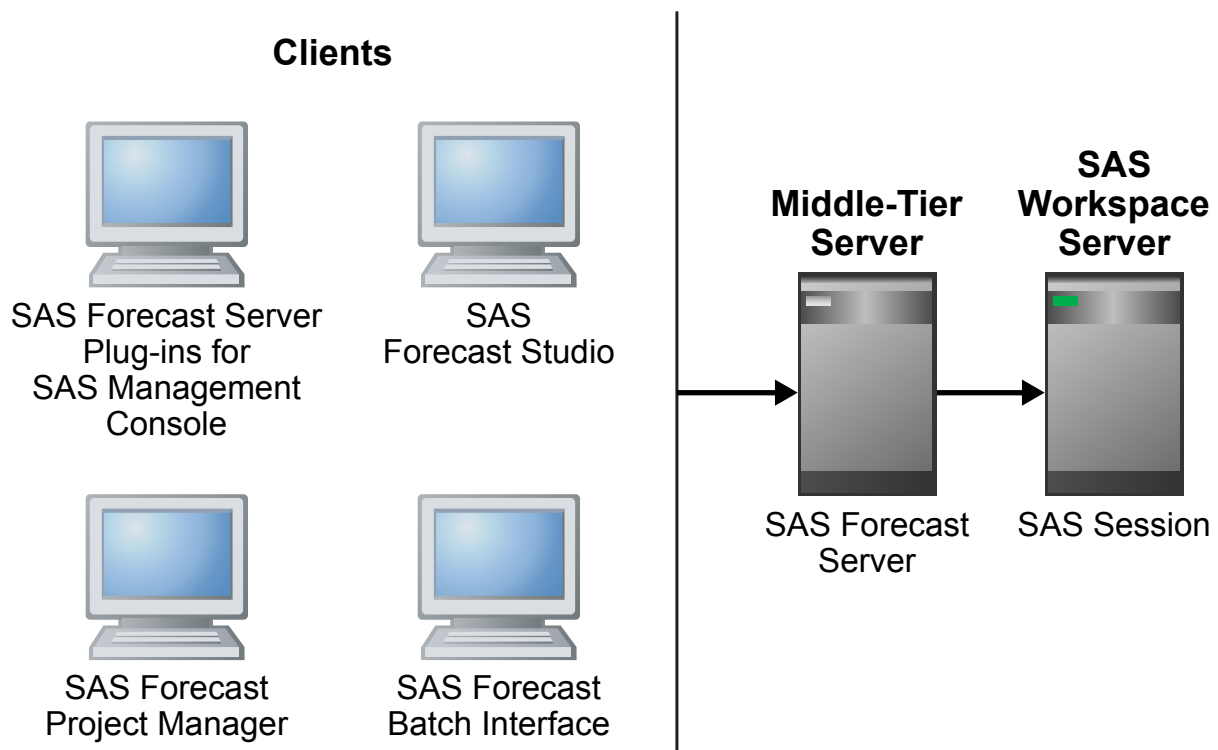 Clients
SAS Forecast Server
Plug-ins for
SAS Management
Console
SAS
Forecast Studio
SAS Forecast
Project Manager
SAS Forecast
Batch Interface
Middle-Tier
Server
SAS Forecast
Server
SAS
Workspace
Server
SAS Session